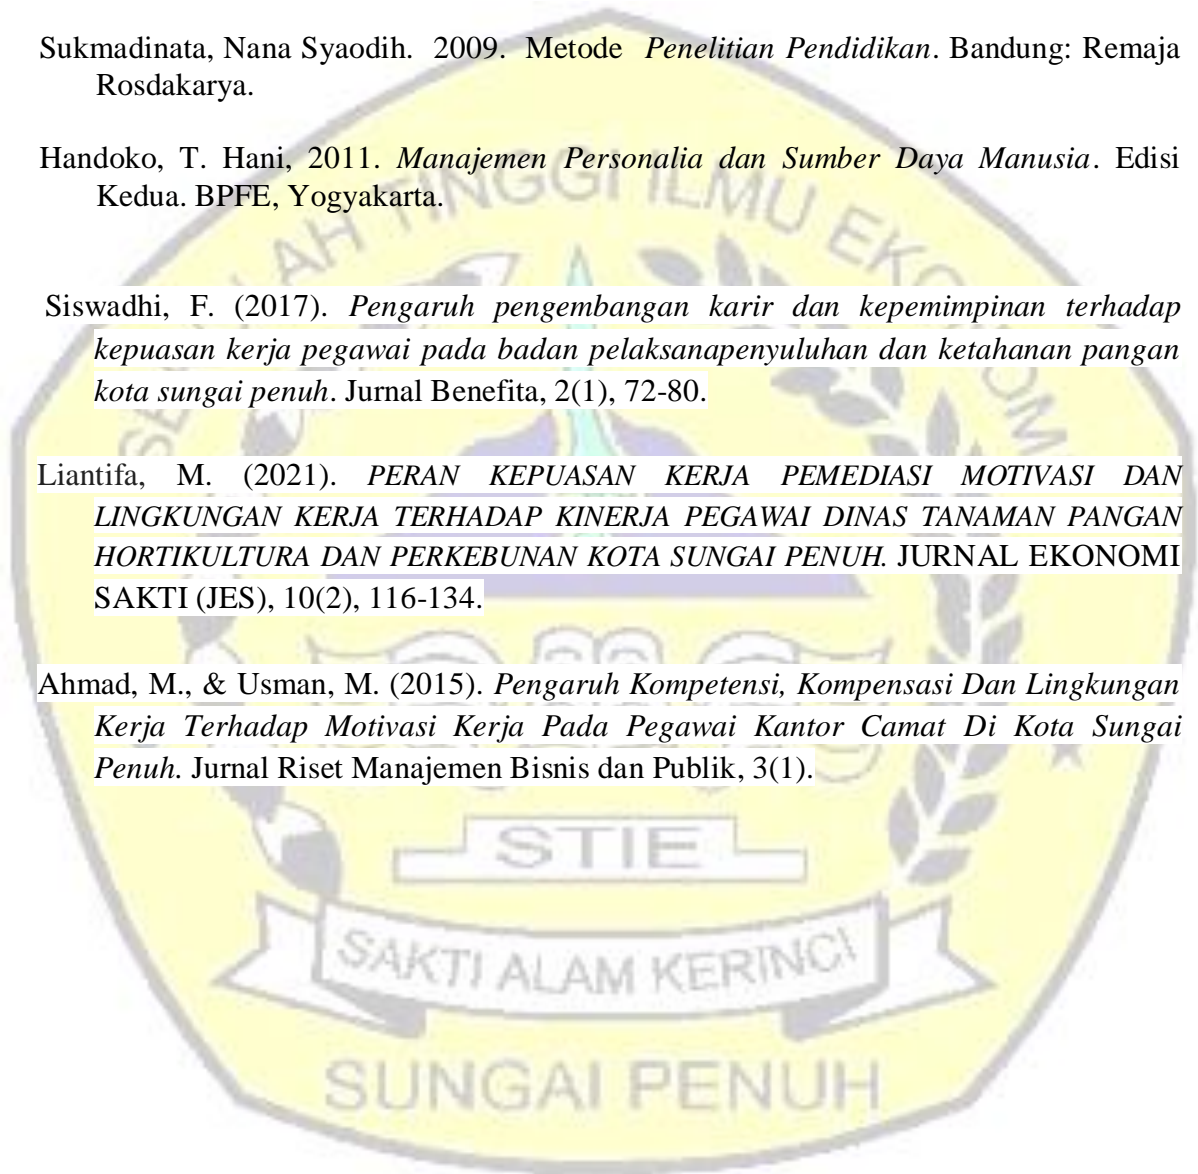 Sukmadinata, Nana Syaodih. 2009. Metode Penelitian Pendidikan. Bandung: Remaja
Rosdakarya.
Handoko, T. Hani, 2011. Manajemen Personalia dan Sumber Daya Manusia. Edisi
Kedua. BPFE, Yogyakarta.
Siswadhi, F. (2017). Pengaruh pengembangan karir dan kepemimpinan terhadap
kepuasan kerja pegawai pada badan pelaksanapenyuluhan dan ketahanan pangan
kota sungai penuh. Jurnal Benefita, 2(1), 72-80.
Liantifa, M. (2021). PERAN KEPUASAN KERJA PEMEDIASI MOTIVASI DAN
LINGKUNGAN KERJA TERHADAP KINERJA PEGAWAI DINAS TANAMAN PANGAN
HORTIKULTURA DAN PERKEBUNAN KOTA SUNGAI PENUH. JURNAL EKONOMI
SAKTI (JES), 10(2), 116-134.
Ahmad, M., & Usman, M. (2015). Pengaruh Kompetensi, Kompensasi Dan Lingkungan
Kerja Terhadap Motivasi Kerja Pada Pegawai Kantor Camat Di Kota Sungai
Penuh. Jurnal Riset Manajemen Bisnis dan Publik, 3(1).
TINGGI ILMU
STIE
SAKTI ALAM KERINCI
SUNGAI PENUH